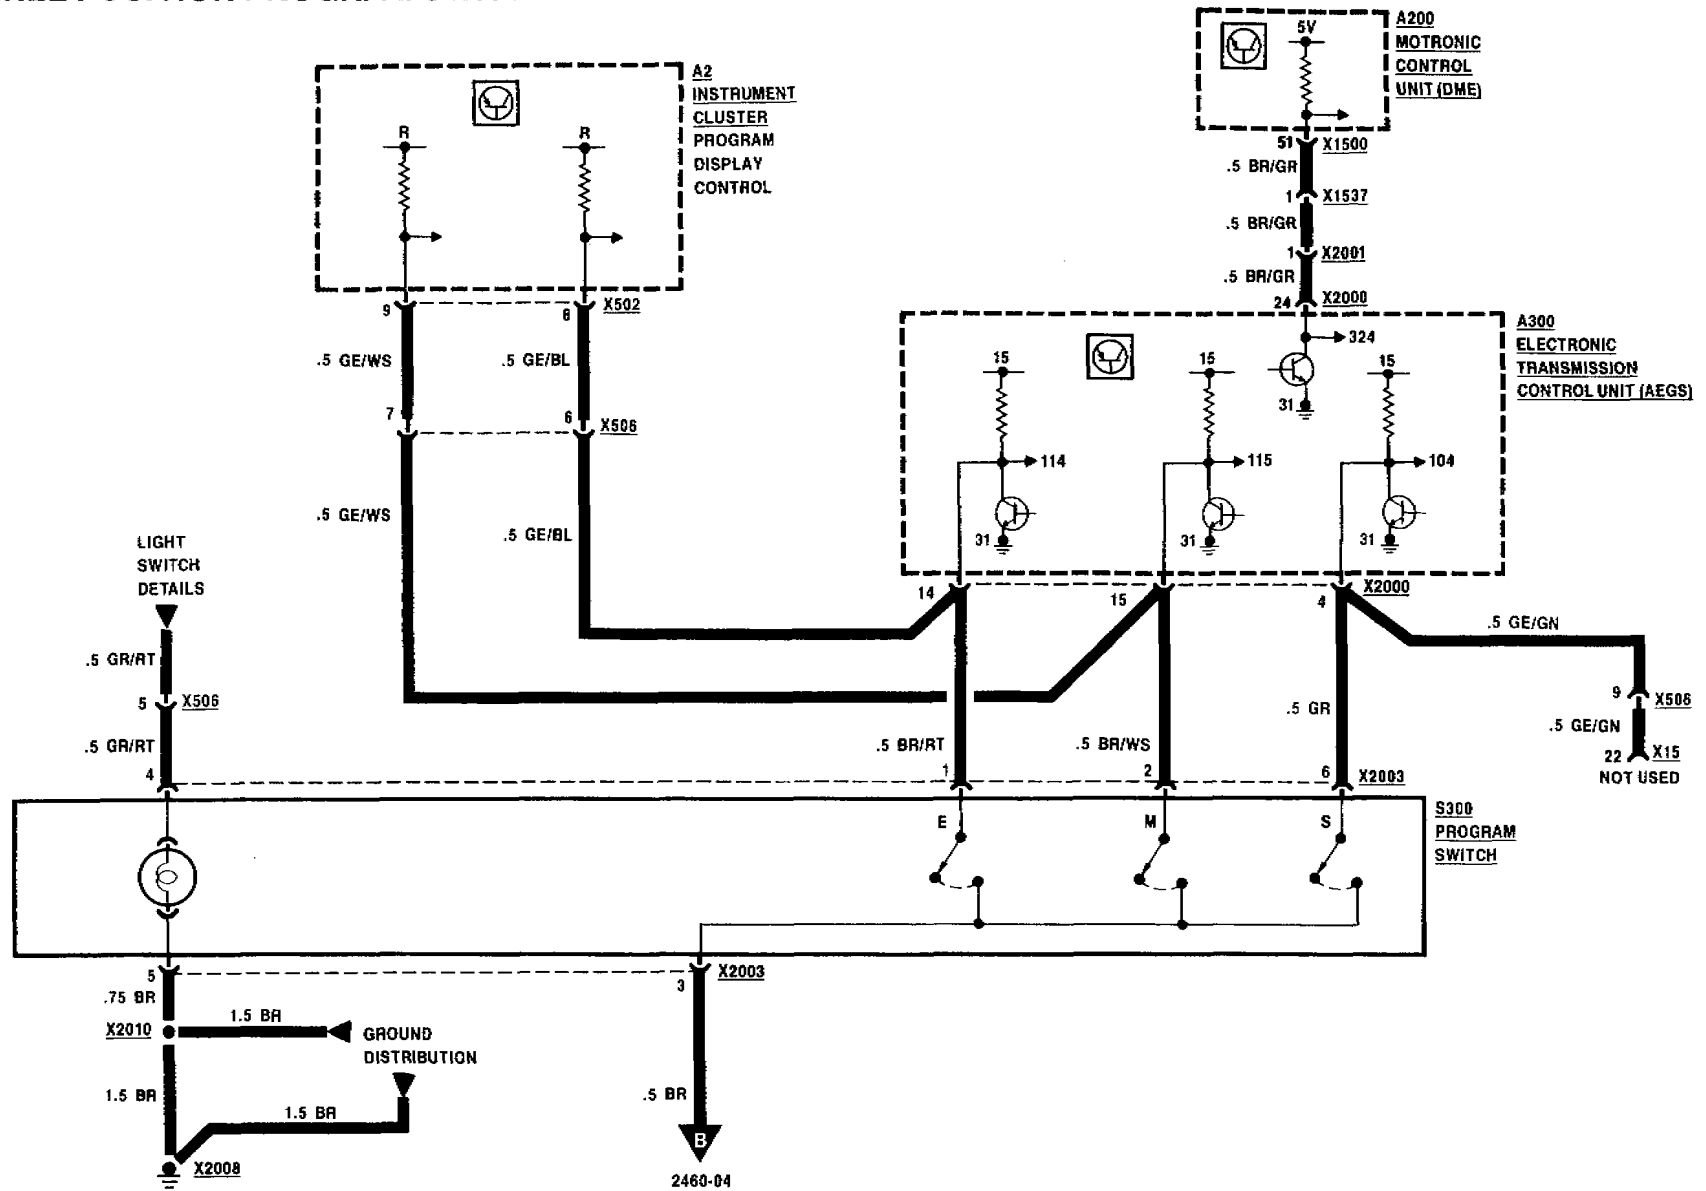 A200
MOTRONIC
CONTROL
UNIT (DME)
5V
A2
INSTRUMENT
CLUSTER
PROGRAM
DISPLAY
CONTROL
R
R
51
X1500
.5 BR/GR
1
X1537
.5 BR/GR
1
X2001
.5 BR/GR
24
X2000
9
8
X502
A300
ELECTRONIC
TRANSMISSION
CONTROL UNIT (AEGS)
324
.5 GE/WS
.5 GE/BL
15
15
15
31
7
6
X506
114
115
104
.5 GE/WS
.5 GE/BL
31
31
31
LIGHT
SWITCH
DETAILS
14
15
4
X2000
.5 GE/GN
.5 GR/RT
5
X506
9
X506
.5 GR
.5 GE/GN
.5 GR/RT
.5 BR/RT
.5 BR/WS
22
X15
NOT USED
4
1
2
6
X2003
S300
PROGRAM
SWITCH
E
M
S
5
3
X2003
.75 BR
X2010
1.5 BR
GROUND
DISTRIBUTION
1.5 BR
1.5 BR
.5 BR
B
X2008
2460-04